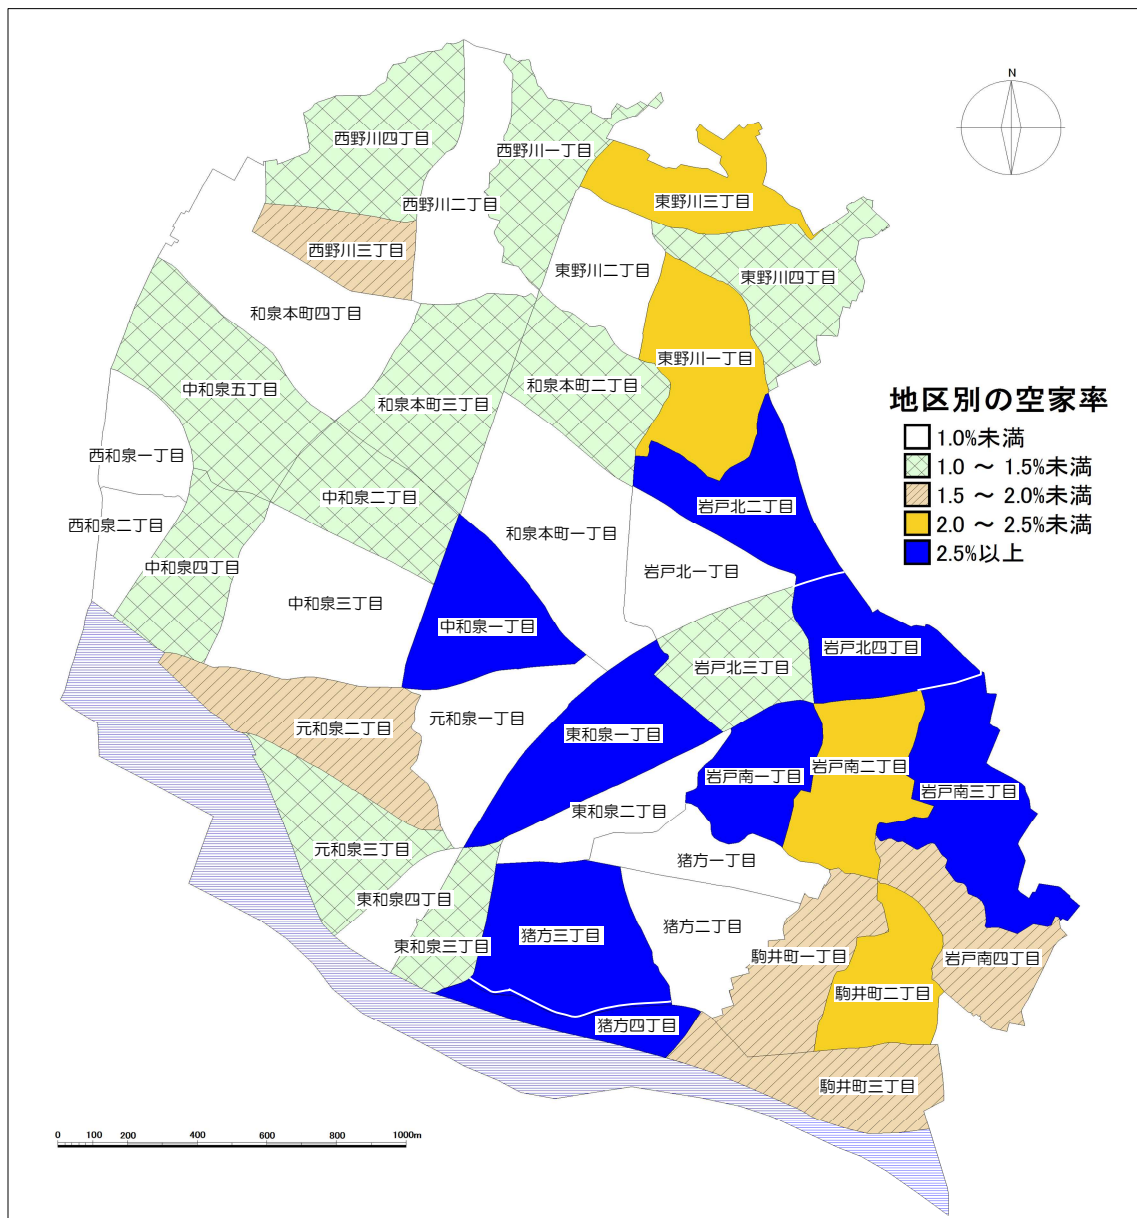 N
西野川四丁目
西野川一丁目
西野川二丁目
東野川三丁目
西野川三丁目
東野川二丁目
東野川四丁目
和泉本町四丁目
東野川一丁目
中和泉五丁目
和泉本町三丁目
和泉本町二丁目
地区別の空家率
1.0%未満
1.0 ～ 1.5%未満
1.5 ～ 2.0%未満
2.0 ～ 2.5%未満
2.5%以上
西和泉一丁目
中和泉二丁目
岩戸北二丁目
西和泉二丁目
和泉本町一丁目
中和泉四丁目
岩戸北一丁目
中和泉三丁目
中和泉一丁目
岩戸北四丁目
岩戸北三丁目
元和泉二丁目
元和泉一丁目
東和泉一丁目
岩戸南一丁目
岩戸南二丁目
岩戸南三丁目
東和泉二丁目
元和泉三丁目
猪方一丁目
東和泉四丁目
猪方二丁目
東和泉三丁目
猪方三丁目
駒井町一丁目
岩戸南四丁目
駒井町二丁目
猪方四丁目
駒井町三丁目
0 100 200 400 600 800 1000m